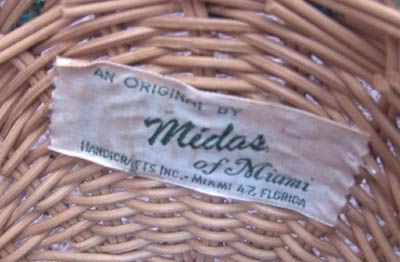 AN ORIGINAL BY
Midas
of Miami
HANDICRAFTS INC.- MIAMI 47, FLORIDA